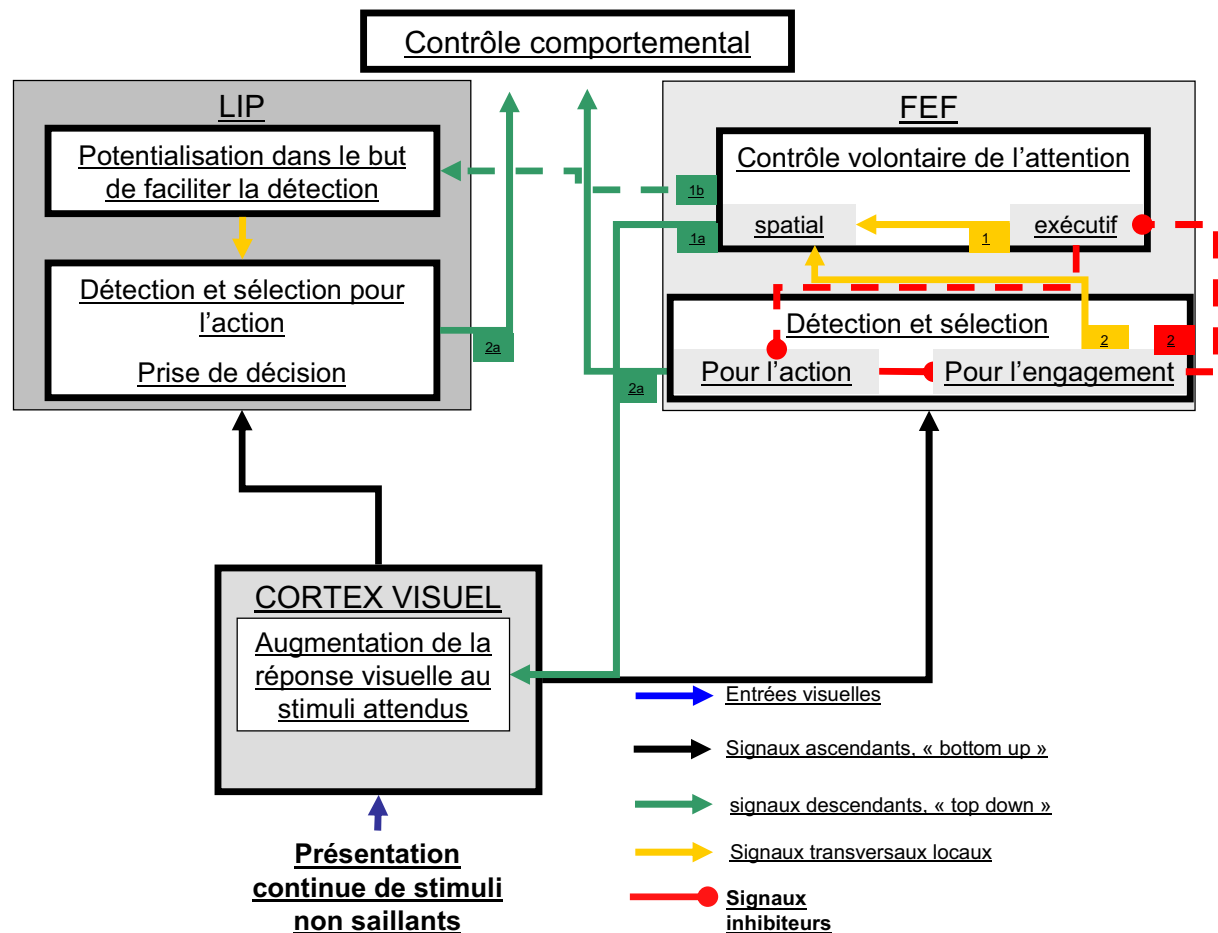 Contrôle comportemental
LIP
Potentialisation dans le but
de faciliter la détection
Détection et sélection pour
l’action
Prise de décision
2a
FEF
Contrôle volontaire de l’attention
1b
1a
spatial
1
exécutif
Détection et sélection
2
2
Pour l’action
Pour l’engagement
2a
CORTEX VISUEL
Augmentation de la
réponse visuelle au
stimuli attendus
Présentation
continue de stimuli
non saillants
Entrées visuelles
Signaux ascendants, « bottom up »
signaux descendants, « top down »
Signaux transversaux locaux
Signaux
inhibiteurs